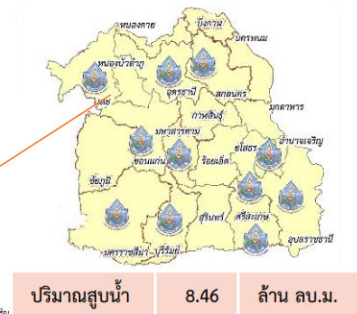 หนองคาย
บึงกาฬ
นครพนม
หนองบัวลำภู
อุดรธานี
สกลนคร
เลย
มุกดาหาร
กาฬสินธุ์
มหาสารคาม
ขอนแก่น
ร้อยเอ็ด
ยโสธร
อำนาจเจริญ
ชัยภูมิ
สุรินทร์
ศรีสะเกษ
อุบลราชธานี
นครราชสีมา
บุรีรัมย์
ปริมาณสูบน้ำ 8.46 ล้าน ลบ.ม.